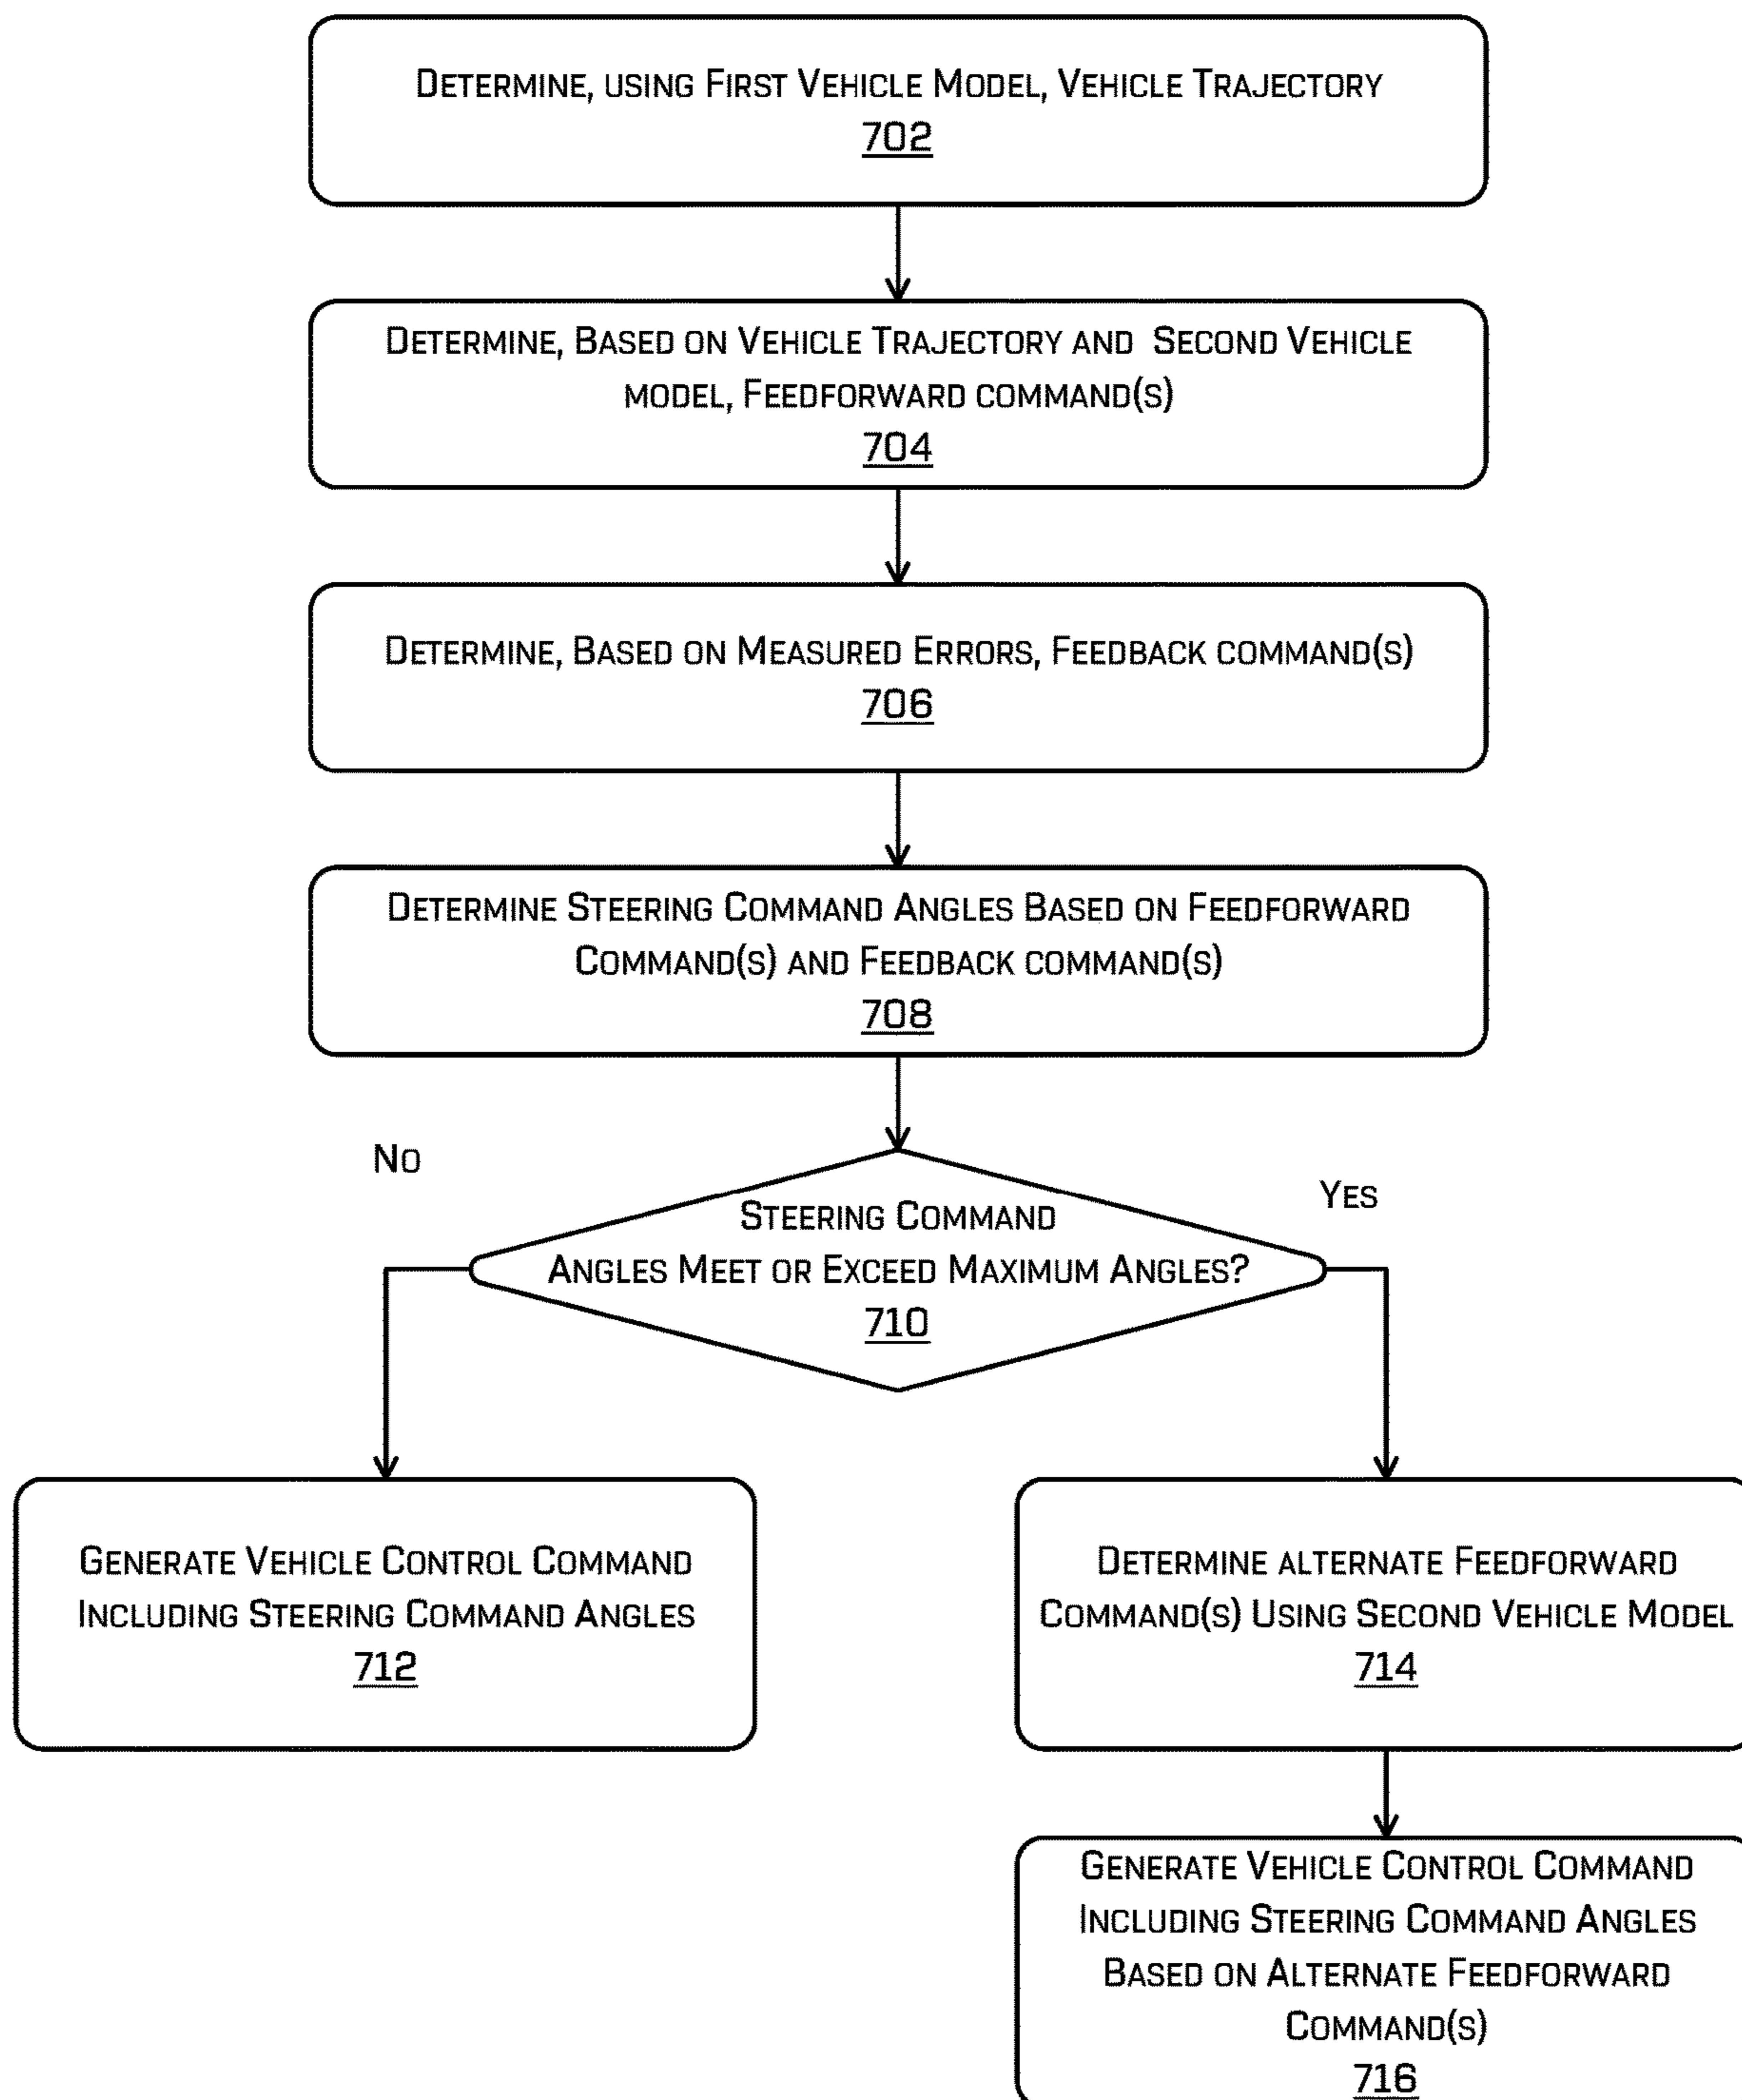 Determine, using First Vehicle Model, Vehicle Trajectory
702
Determine, Based on Vehicle Trajectory and Second Vehicle
model, Feedforward command(s)
704
Determine, Based on Measured Errors, Feedback command(s)
706
Determine Steering Command Angles Based on Feedforward
Command(s) and Feedback command(s)
708
No
Yes
Steering Command
Angles Meet or Exceed Maximum Angles?
710
Generate Vehicle Control Command
Including Steering Command Angles
712
Determine alternate Feedforward
Command(s) Using Second Vehicle Model
714
Generate Vehicle Control Command
Including Steering Command Angles
Based on Alternate Feedforward
Command(s)
716